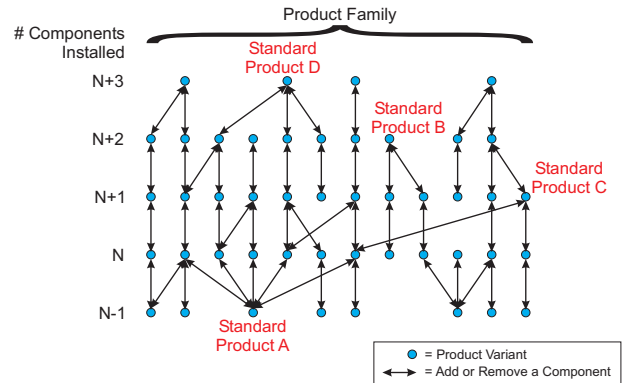 Product Family
# Components
Installed
Standard
Product D
N+3
Standard
Product B
N+2
Standard
Product C
N+1
N
N-1
Standard
Product A
= Product Variant
= Add or Remove a Component